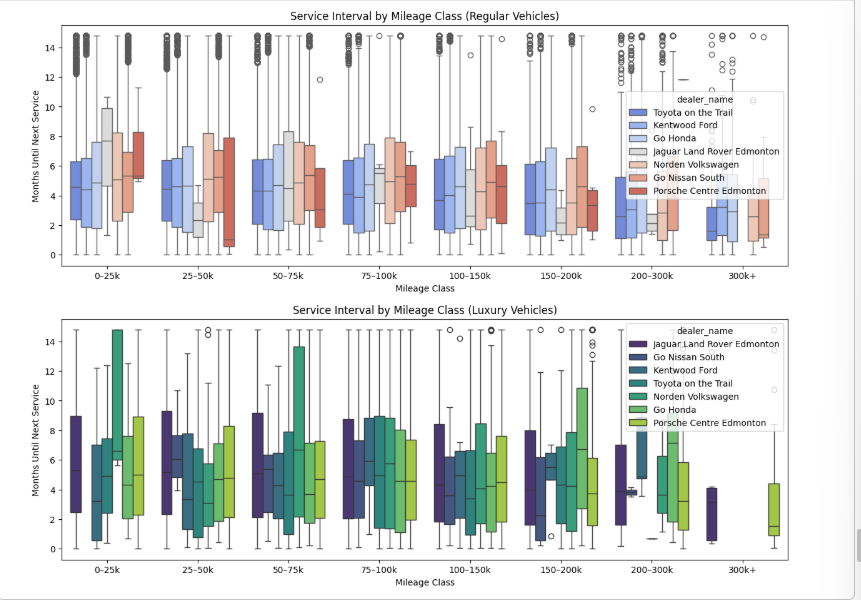 Service Interval by Mileage Class (Regular Vehicles)
Months Until Next Service
14
12
10
8
6
4
2
0
dealer_name
Toyota on the Trail
Kentwood Ford
Go Honda
Jaguar Land Rover Edmonton
Norden Volkswagen
Go Nissan South
Porsche Centre Edmonton
0–25k
25–50k
50–75k
75–100k
100–150k
150–200k
200–300k
300k+
Mileage Class
Service Interval by Mileage Class (Luxury Vehicles)
Months Until Next Service
14
12
10
8
6
4
2
0
dealer_name
Jaguar Land Rover Edmonton
Go Nissan South
Kentwood Ford
Toyota on the Trail
Norden Volkswagen
Go Honda
Porsche Centre Edmonton
0–25k
25–50k
50–75k
75–100k
100–150k
150–200k
200–300k
300k+
Mileage Class